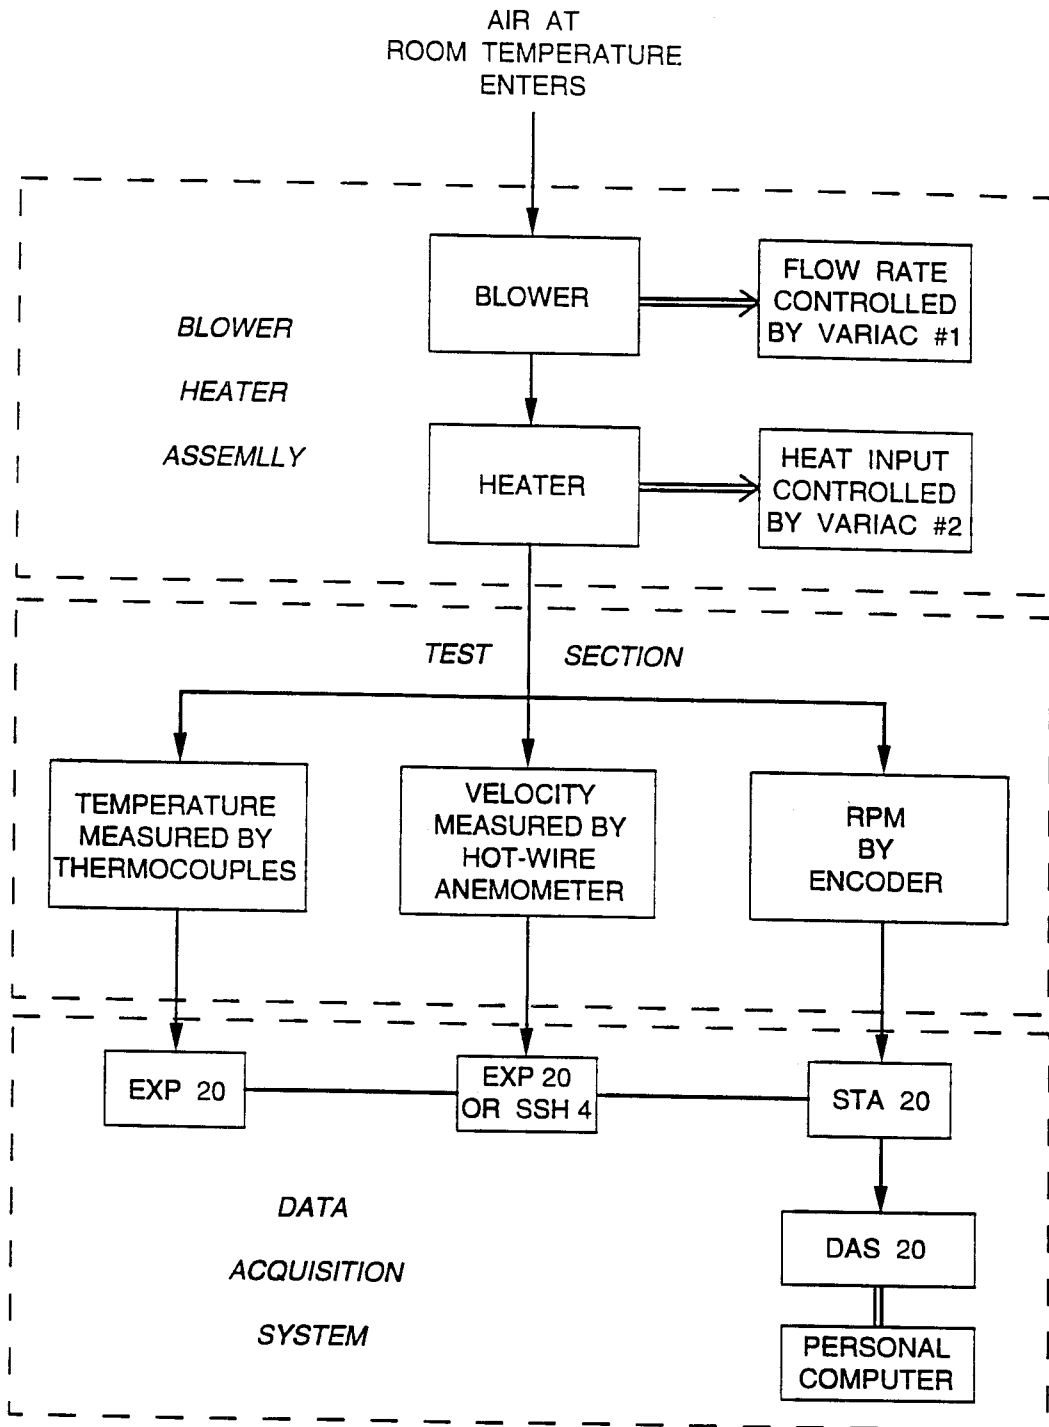 AIR AT
ROOM TEMPERATURE
ENTERS
BLOWER
FLOW RATE
CONTROLLED
BY VARIAC #1
BLOWER
HEATER
ASSEMLLY
HEATER
HEAT INPUT
CONTROLLED
BY VARIAC #2
TEST SECTION
TEMPERATURE
MEASURED BY
THERMOCOUPLES
VELOCITY
MEASURED BY
HOT-WIRE
ANEMOMETER
RPM
BY
ENCODER
EXP 20
EXP 20
OR SSH 4
STA 20
DATA
ACQUISITION
SYSTEM
DAS 20
PERSONAL
COMPUTER